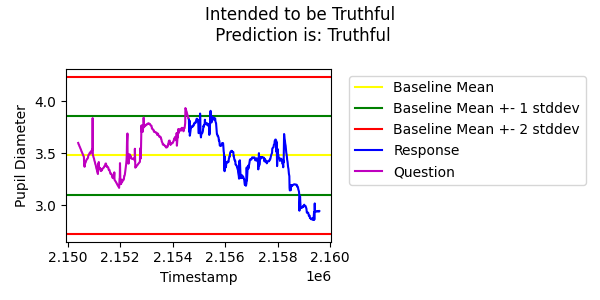 Intended to be Truthful
Prediction is: Truthful
Pupil Diameter
4.0
3.5
3.0
2.150 2.152 2.154 2.156 2.158 2.160
1e6
Timestamp
Baseline Mean
Baseline Mean +- 1 stddev
Baseline Mean +- 2 stddev
Response
Question